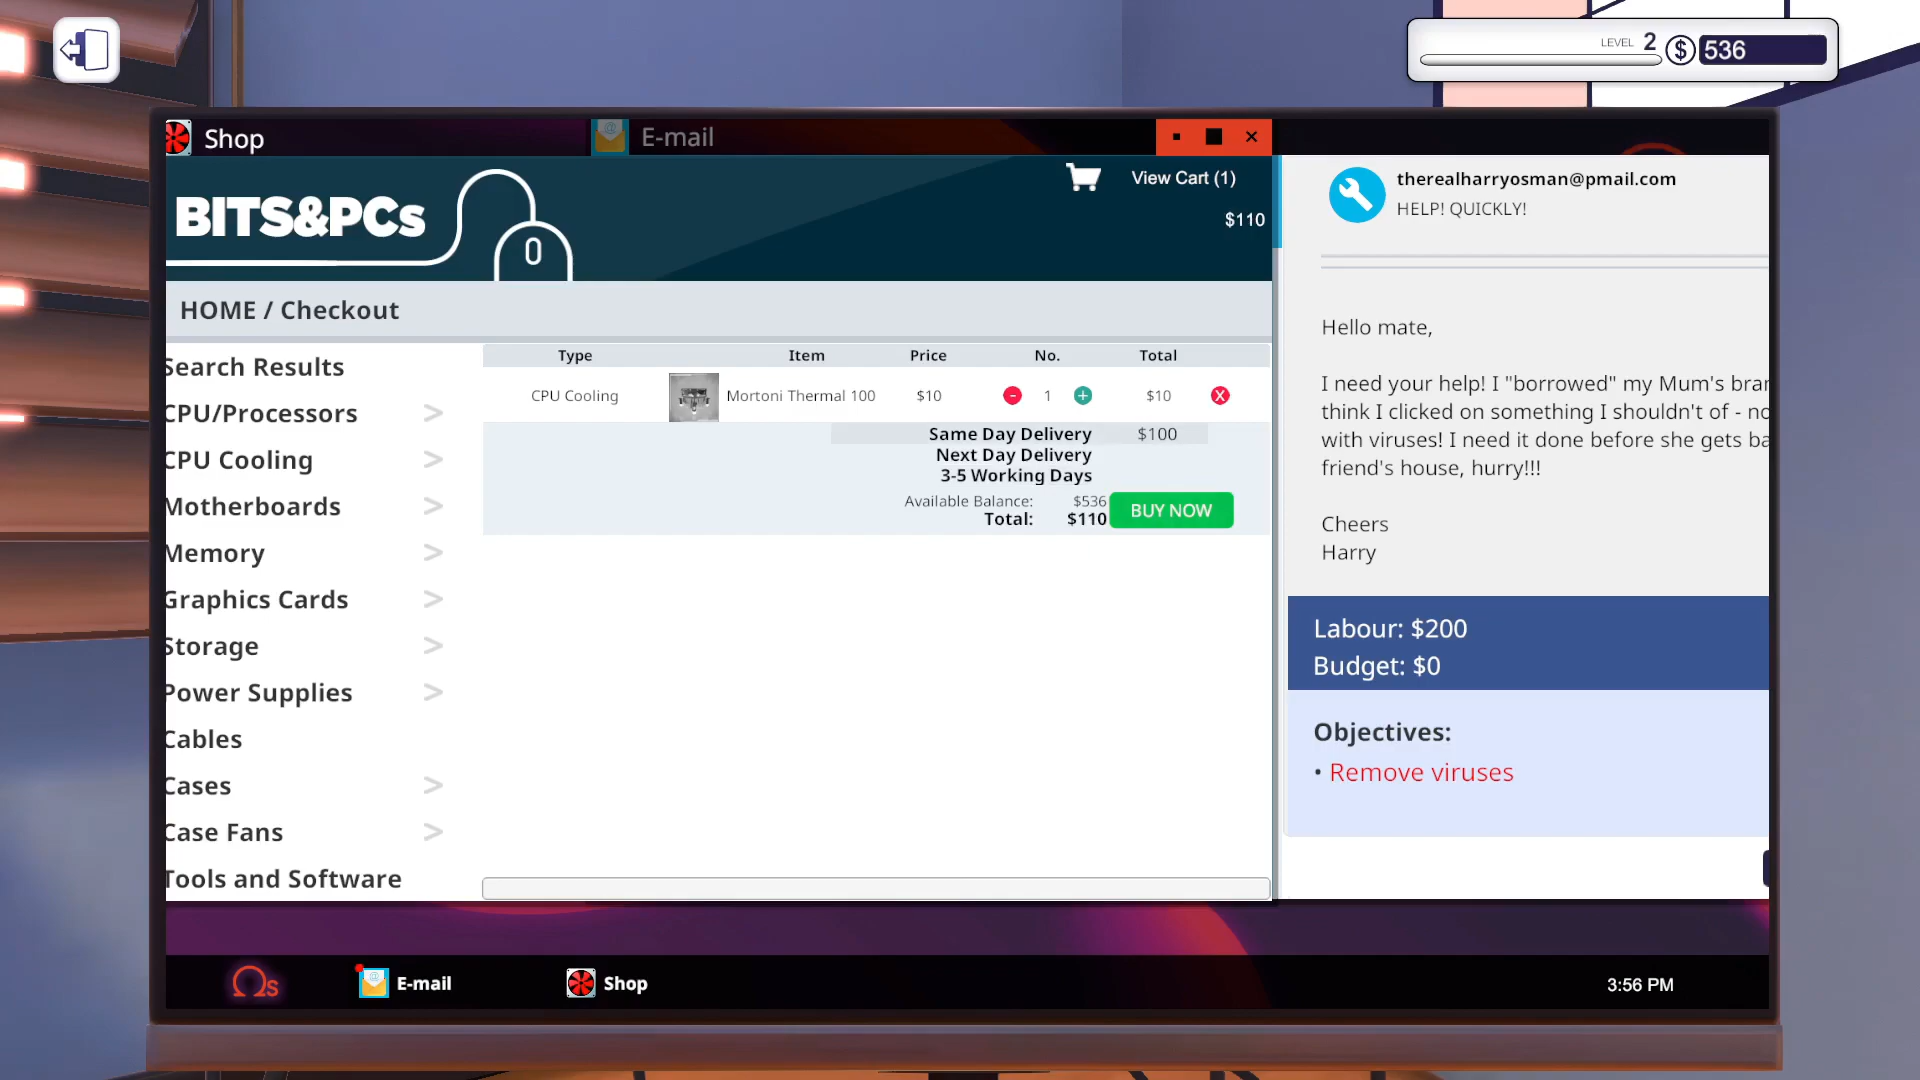 LEVEL 2 $ 536
Shop
E-mail
BITS&PCs
View Cart (1)
$110
HOME / Checkout
Search Results
CPU/Processors >
CPU Cooling >
Motherboards >
Memory >
Graphics Cards >
Storage >
Power Supplies >
Cables
Cases >
Case Fans >
Tools and Software
Type Item Price No. Total
CPU Cooling Mortoni Thermal 100 $10 - 1 + $10 X
Same Day Delivery $100
Next Day Delivery
3-5 Working Days
Available Balance: $536
Total: $110
BUY NOW
therealharryosman@pmail.com
HELP! QUICKLY!
Hello mate,
I need your help! I "borrowed" my Mum's bran
think I clicked on something I shouldn't of - no
with viruses! I need it done before she gets ba
friend's house, hurry!!!
Cheers
Harry
Labour: $200
Budget: $0
Objectives:
• Remove viruses
Ωs
E-mail
Shop
3:56 PM